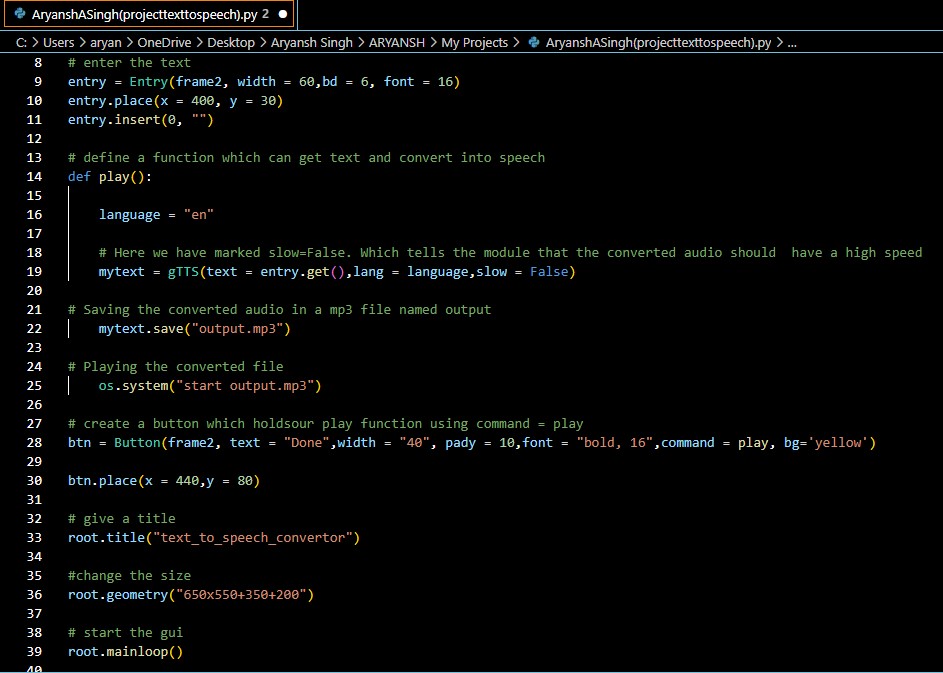 AryanshASingh(projecttexttospeech).py 2
C: > Users > aryan > OneDrive > Desktop > Aryansh Singh > ARYANSH > My Projects > AryanshASingh(projecttexttospeech).py > ...
8 # enter the text
9 entry = Entry(frame2, width = 60,bd = 6, font = 16)
10 entry.place(x = 400, y = 30)
11 entry.insert(0, "")
12
13 # define a function which can get text and convert into speech
14 def play():
15
16     language = "en"
17
18     # Here we have marked slow=False. Which tells the module that the converted audio should  have a high speed
19     mytext = gTTS(text = entry.get(),lang = language,slow = False)
20
21 # Saving the converted audio in a mp3 file named output
22     mytext.save("output.mp3")
23
24 # Playing the converted file
25     os.system("start output.mp3")
26
27 # create a button which holdsour play function using command = play
28 btn = Button(frame2, text = "Done",width = "40", pady = 10,font = "bold, 16",command = play, bg='yellow')
29
30 btn.place(x = 440,y = 80)
31
32 # give a title
33 root.title("text_to_speech_convertor")
34
35 #change the size
36 root.geometry("650x550+350+200")
37
38 # start the gui
39 root.mainloop()
40